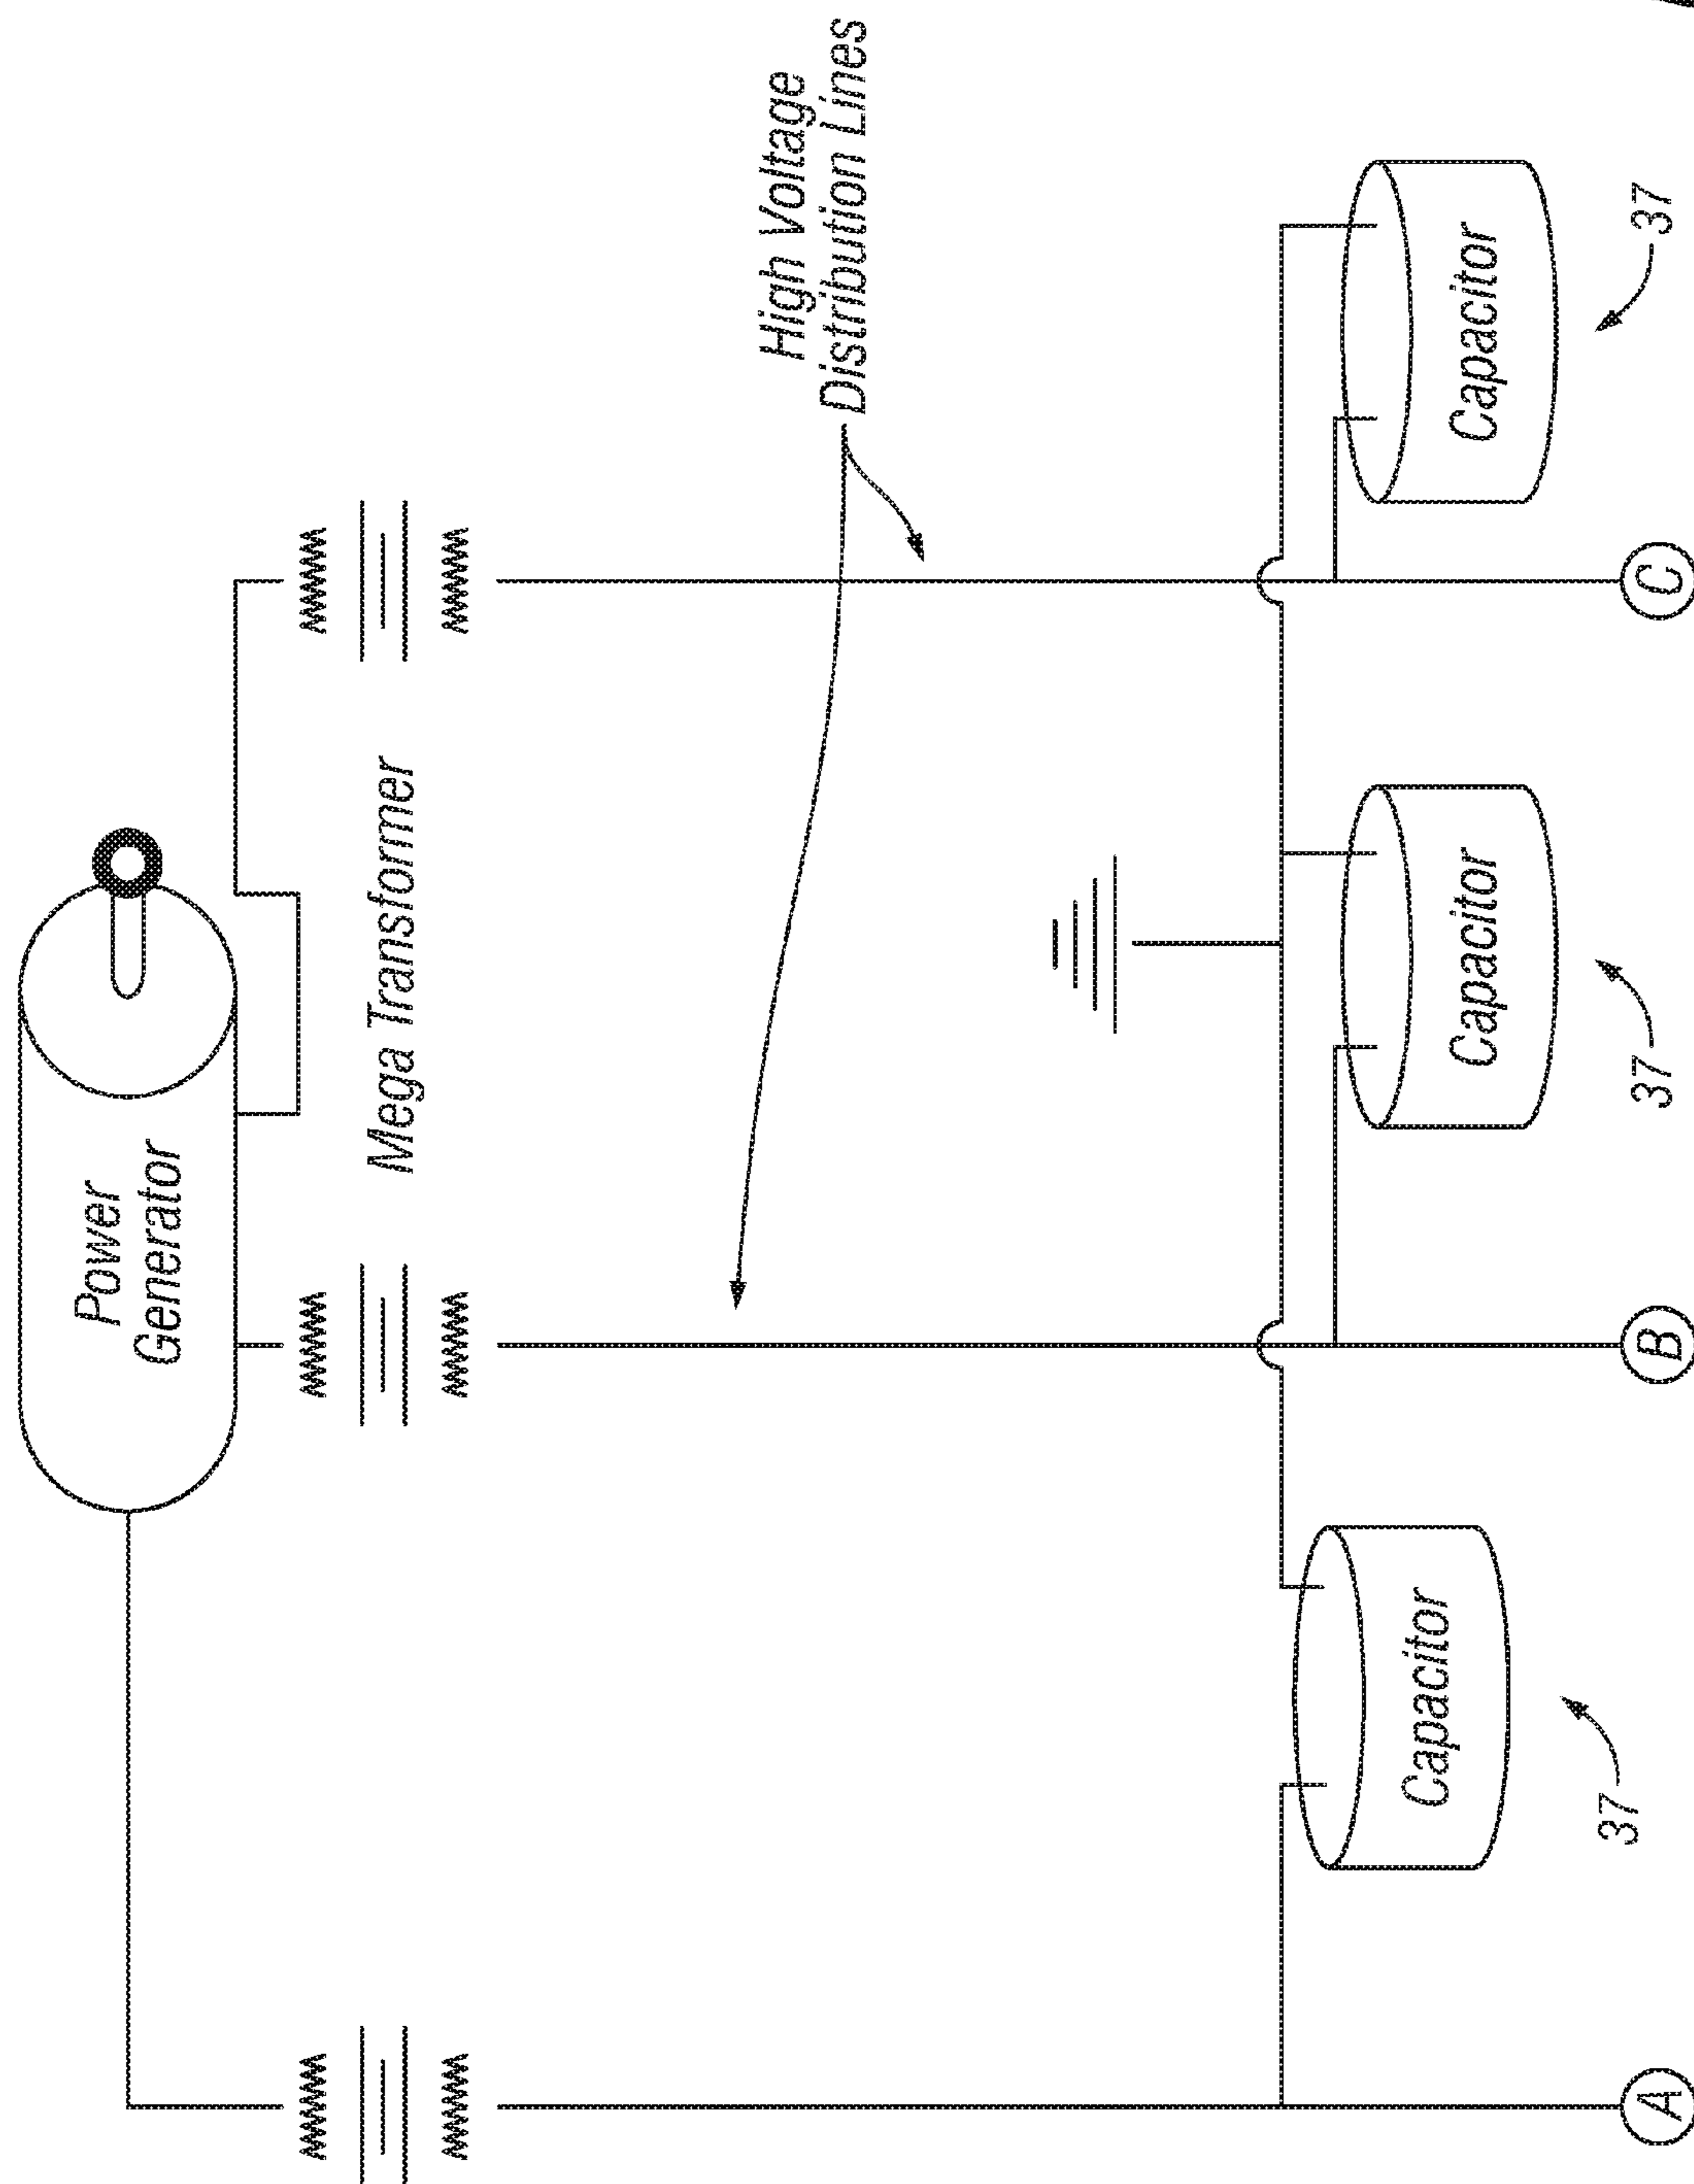 Power
Generator
Mega Transformer
High Voltage
Distribution Lines
Capacitor
37
Capacitor
37
Capacitor
37
A
B
C